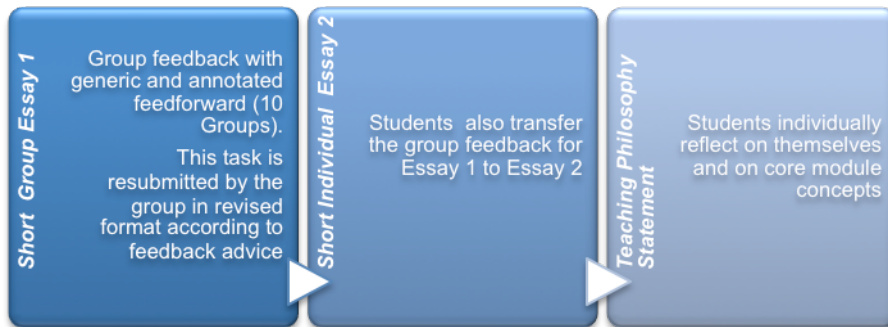 Short Group Essay 1
Group feedback with
generic and annotated
feedforward (10
Groups).
This task is
resubmitted by the
group in revised
format according to
feedback advice
Short Individual Essay 2
Students also transfer
the group feedback for
Essay 1 to Essay 2
Teaching Philosophy
Statement
Students individually
reflect on themselves
and on core module
concepts